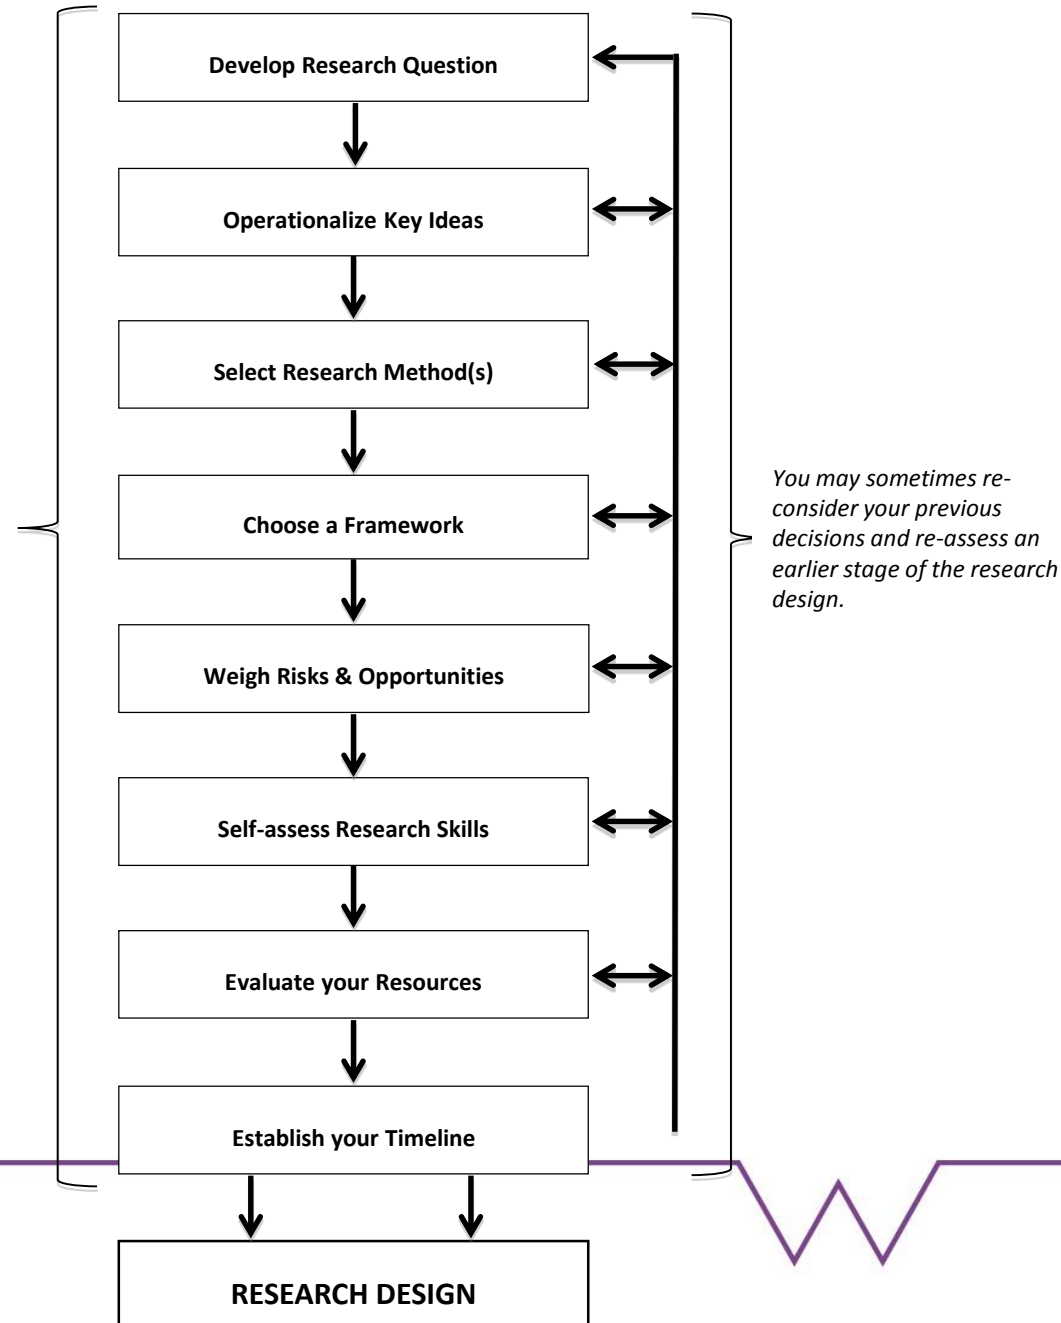 Develop Research Question
Operationalize Key Ideas
Select Research Method(s)
Choose a Framework
You may sometimes re-
consider your previous
decisions and re-assess an
earlier stage of the research
design.
Weigh Risks & Opportunities
Self-assess Research Skills
Evaluate your Resources
Establish your Timeline
RESEARCH DESIGN